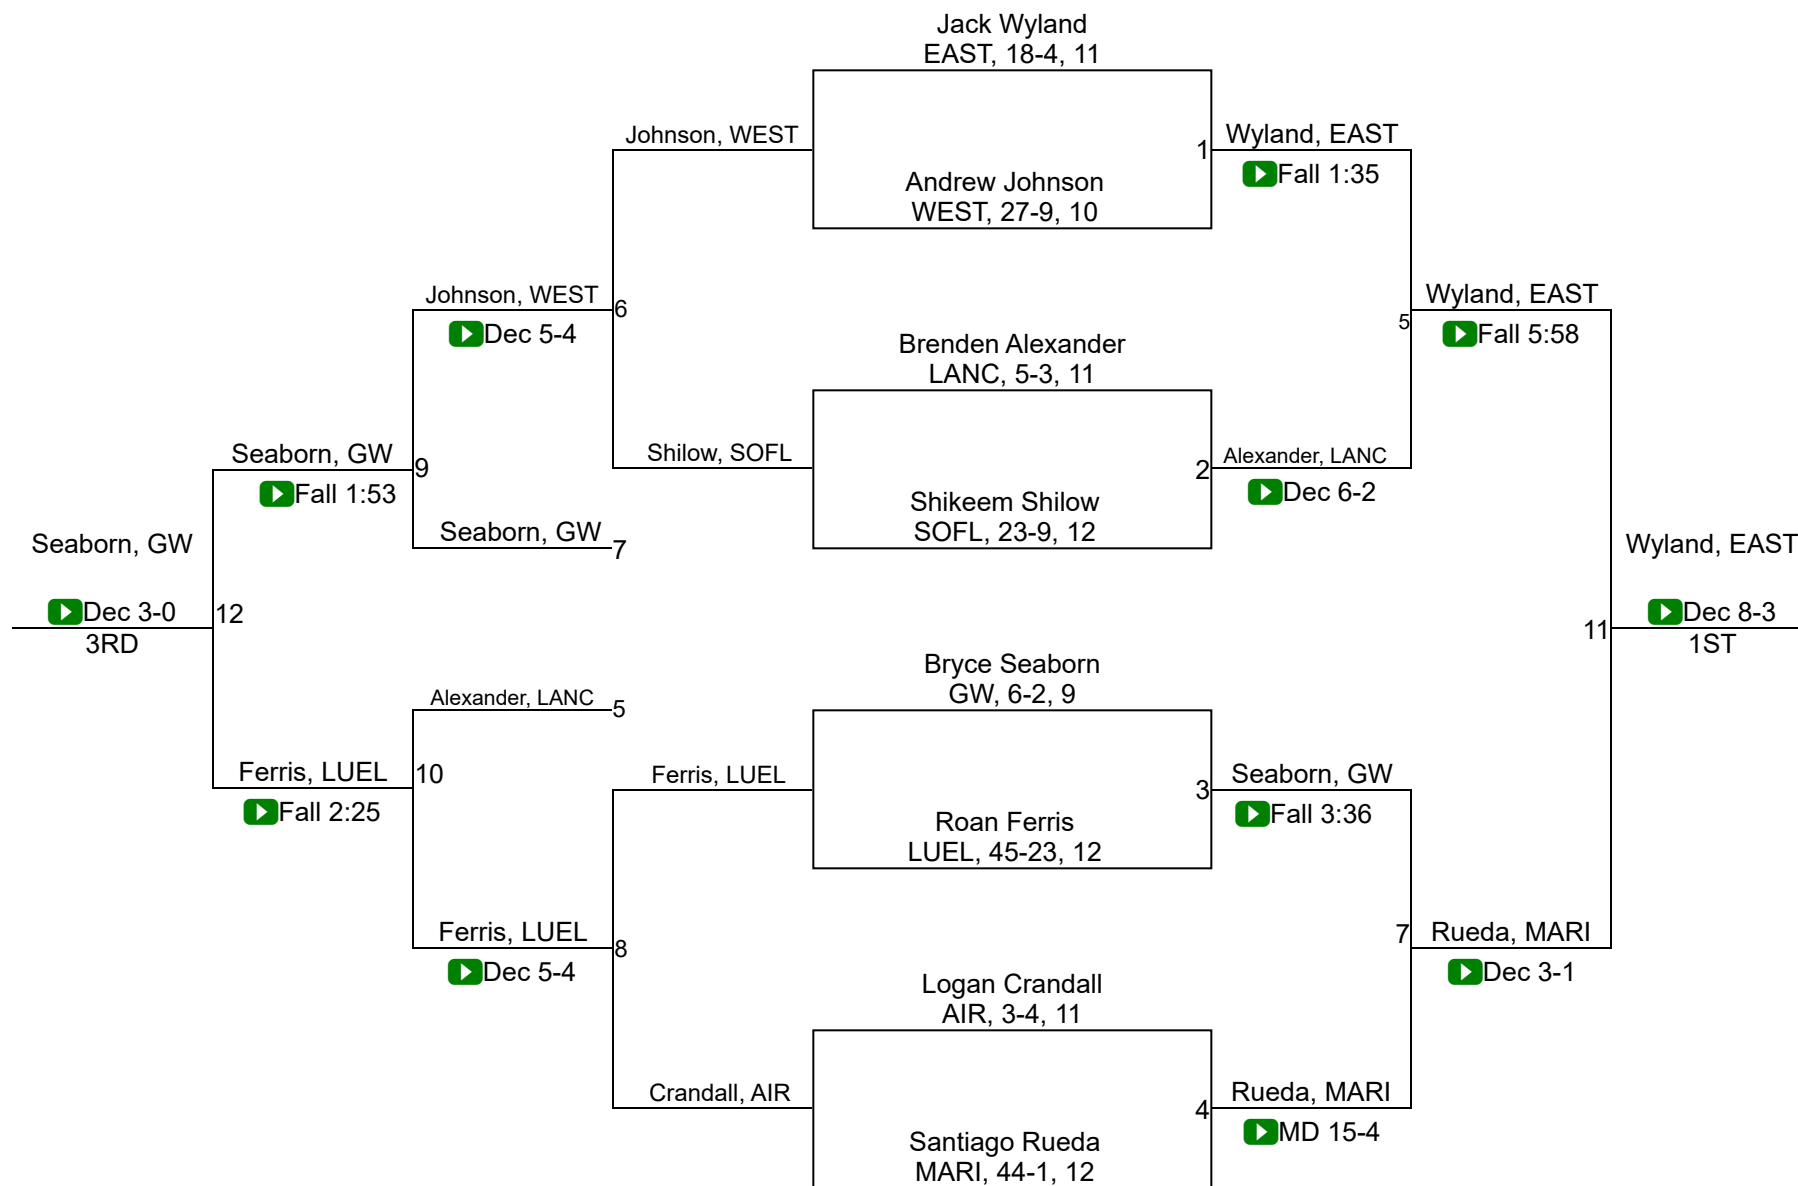 Jack Wyland
EAST, 18-4, 11
Johnson, WEST
1
Wyland, EAST
Fall 1:35
Andrew Johnson
WEST, 27-9, 10
Johnson, WEST
6
Dec 5-4
Wyland, EAST
5
Fall 5:58
Brenden Alexander
LANC, 5-3, 11
Seaborn, GW
9
Fall 1:53
Shilow, SOFL
2
Alexander, LANC
Dec 6-2
Shikeem Shilow
SOFL, 23-9, 12
Seaborn, GW
7
Seaborn, GW
Dec 3-0
3RD
12
Wyland, EAST
11
Dec 8-3
1ST
Bryce Seaborn
GW, 6-2, 9
Alexander, LANC
5
Ferris, LUEL
10
Fall 2:25
Ferris, LUEL
3
Seaborn, GW
Fall 3:36
Roan Ferris
LUEL, 45-23, 12
Ferris, LUEL
8
Dec 5-4
7
Rueda, MARI
Dec 3-1
Logan Crandall
AIR, 3-4, 11
Crandall, AIR
4
Rueda, MARI
MD 15-4
Santiago Rueda
MARI, 44-1, 12